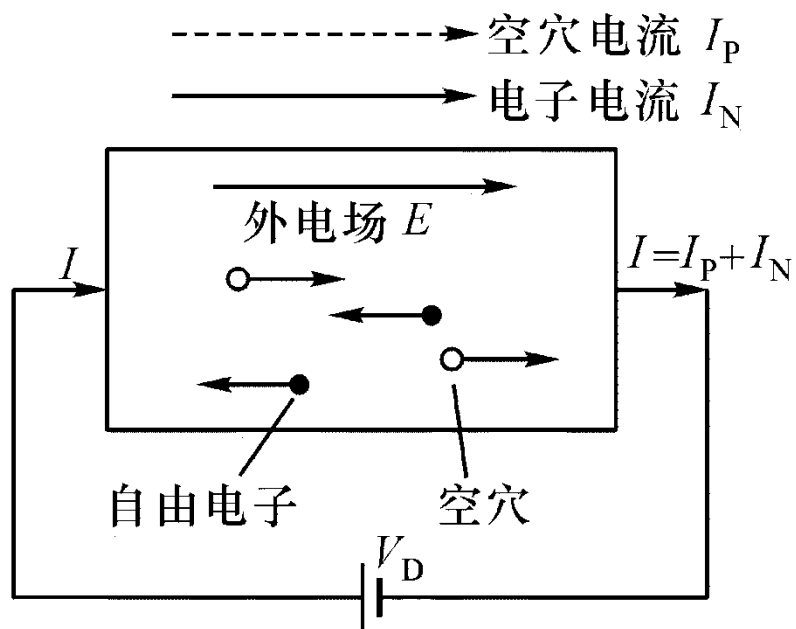 空穴电流 I_P
电子电流 I_N
外电场 E
I
I=I_P+I_N
自由电子
空穴
V_D